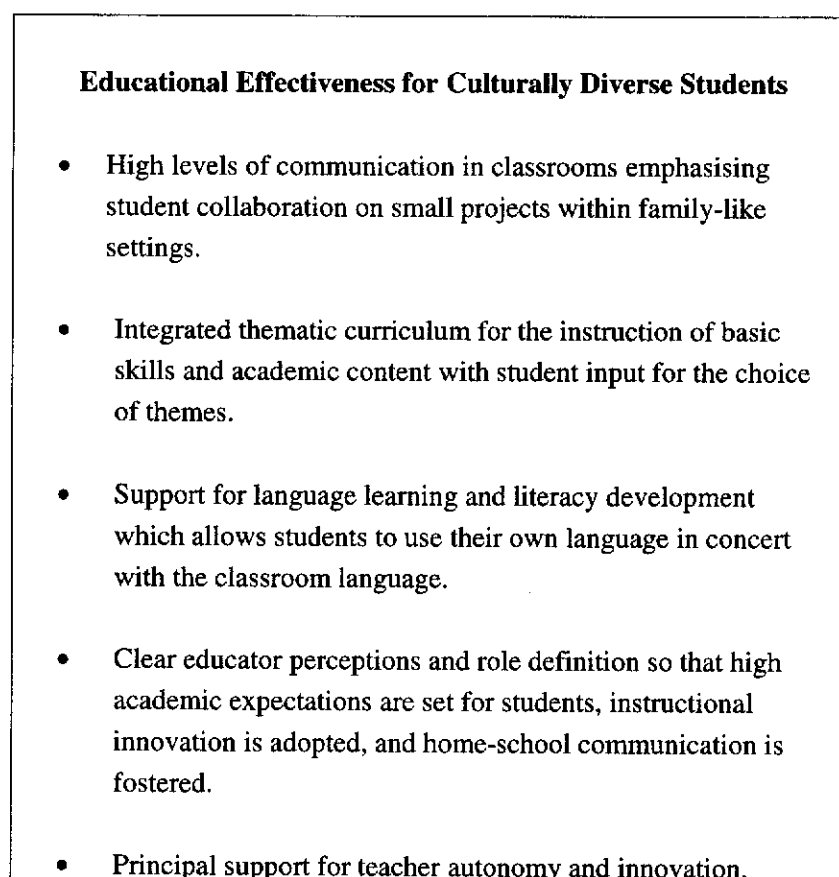 Educational Effectiveness for Culturally Diverse Students
• High levels of communication in classrooms emphasising
student collaboration on small projects within family-like
settings.
• Integrated thematic curriculum for the instruction of basic
skills and academic content with student input for the choice
of themes.
• Support for language learning and literacy development
which allows students to use their own language in concert
with the classroom language.
• Clear educator perceptions and role definition so that high
academic expectations are set for students, instructional
innovation is adopted, and home-school communication is
fostered.
• Principal support for teacher autonomy and innovation,